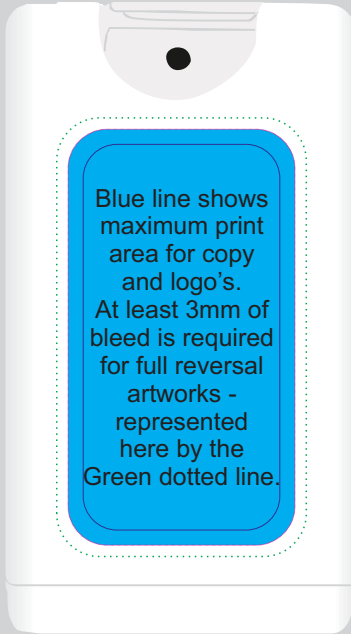 Blue line shows
maximum print
area for copy
and logo’s.
At least 3mm of
bleed is required
for full reversal
artworks -
represented
here by the
Green dotted line.